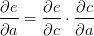 ∂e/∂a = ∂e/∂c · ∂c/∂a